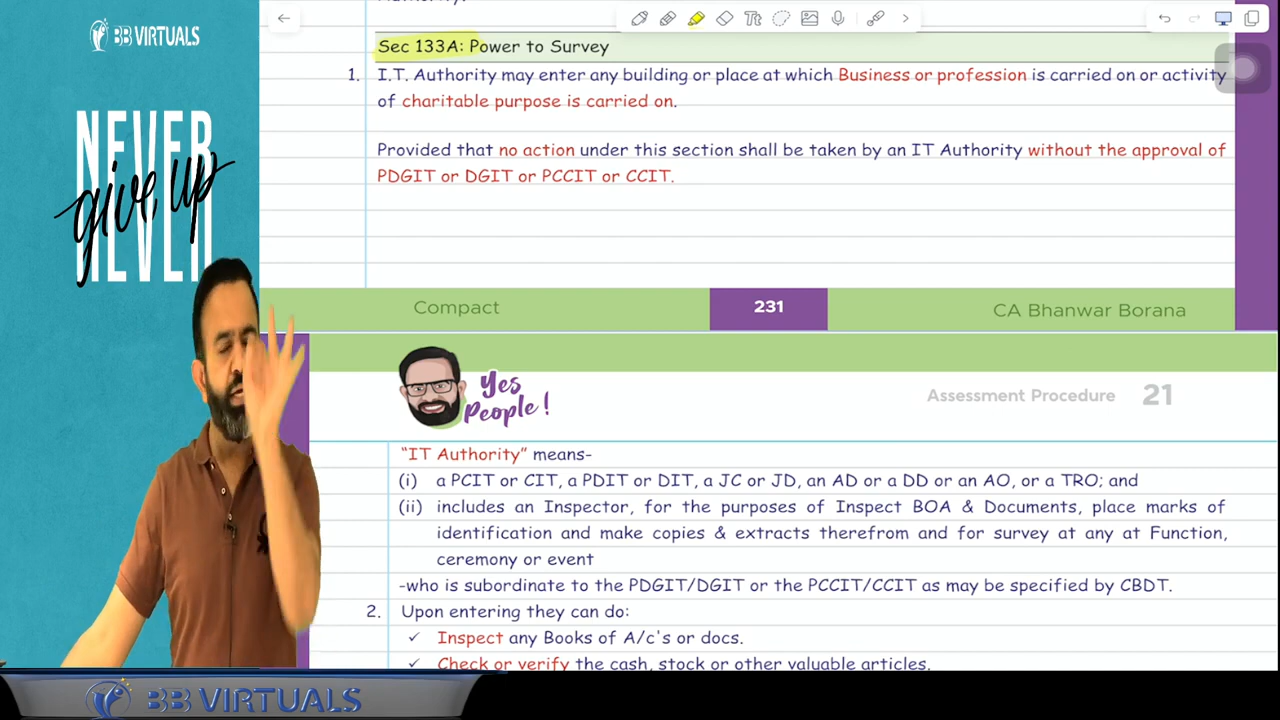 BB VIRTUALS
NEVER
give up
NEVER
Sec 133A: Power to Survey
1. I.T. Authority may enter any building or place at which Business or profession is carried on or activity
of charitable purpose is carried on.
Provided that no action under this section shall be taken by an IT Authority without the approval of
PDGIT or DGIT or PCCIT or CCIT.
Compact 231 CA Bhanwar Borana
Yes
People!
Assessment Procedure 21
“IT Authority” means-
(i) a PCIT or CIT, a PDIT or DIT, a JC or JD, an AD or a DD or an AO, or a TRO; and
(ii) includes an Inspector, for the purposes of Inspect BOA & Documents, place marks of
identification and make copies & extracts therefrom and for survey at any at Function,
ceremony or event
-who is subordinate to the PDGIT/DGIT or the PCCIT/CCIT as may be specified by CBDT.
2. Upon entering they can do:
✓ Inspect any Books of A/c's or docs.
✓ Check or verify the cash, stock or other valuable articles.
BB VIRTUALS